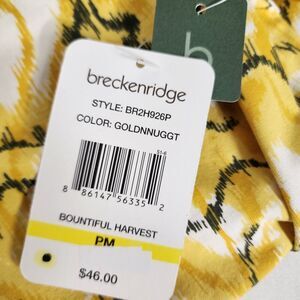 b
breckenridge
STYLE: BR2H926P
COLOR: GOLDNNUGGT
8 86147 56335 2
BOUNTIFUL HARVEST
PM
$46.00